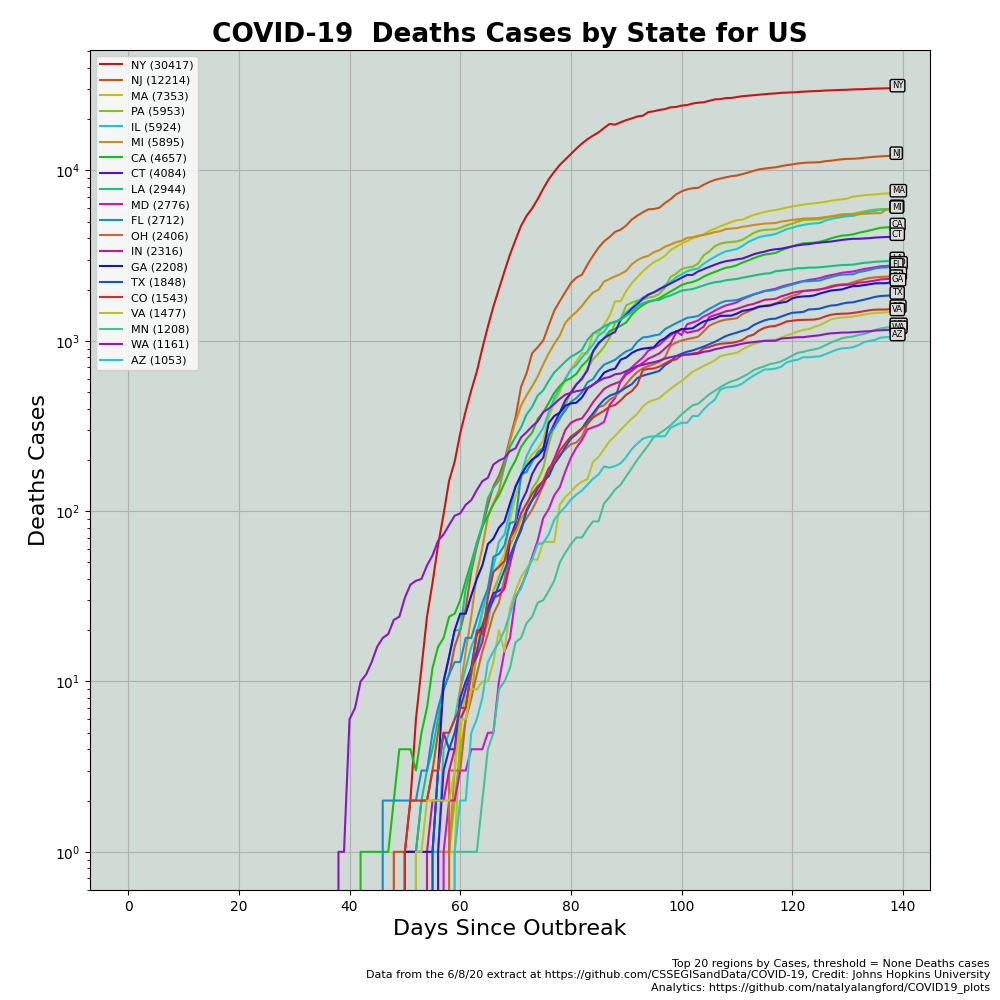 COVID-19  Deaths Cases by State for US
NY (30417)
NJ (12214)
MA (7353)
PA (5953)
IL (5924)
MI (5895)
CA (4657)
CT (4084)
LA (2944)
MD (2776)
FL (2712)
OH (2406)
IN (2316)
GA (2208)
TX (1848)
CO (1543)
VA (1477)
MN (1208)
WA (1161)
AZ (1053)
NY
NJ
MA
MI
CA
CT
FL
GA
TX
VA
WA
AZ
10⁴
10³
10²
10¹
10⁰
Deaths Cases
0 20 40 60 80 100 120 140
Days Since Outbreak
Top 20 regions by Cases, threshold = None Deaths cases
Data from the 6/8/20 extract at https://github.com/CSSEGISandData/COVID-19, Credit: Johns Hopkins University
Analytics: https://github.com/natalyalangford/COVID19_plots